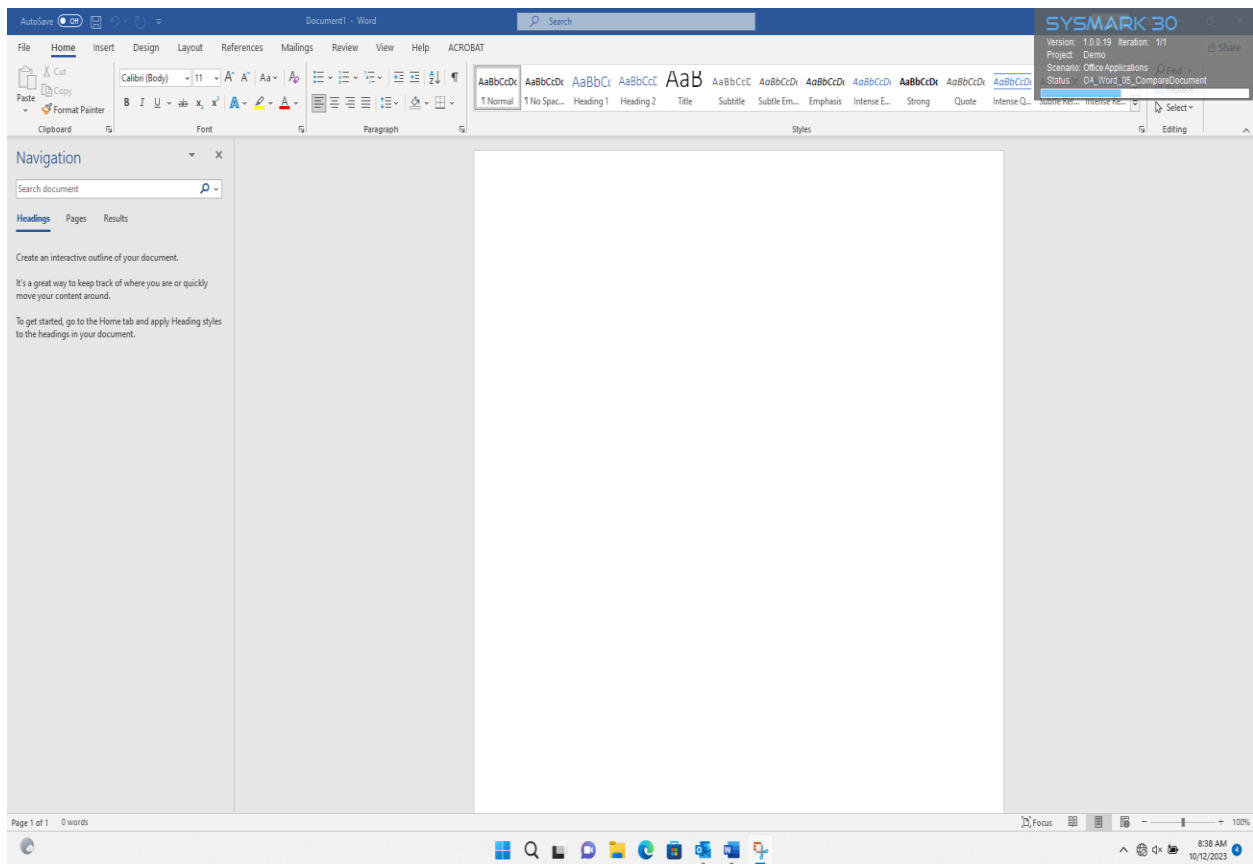 AutoSave Off
Document1 - Word
Search
SYSMARK 30
Version: 1.0.0.19 Iteration: 1/1
Project: Demo
Scenario: Office Applications
Status: OA_Word_05_CompareDocument
File Home Insert Design Layout References Mailings Review View Help ACROBAT
Share
Paste
Cut
Copy
Format Painter
Clipboard
Calibri (Body) 11
Font
Paragraph
AaBbCcDc AaBbCcDc AaBbCc AaBbCcE AaB AaBbCcD AaBbCcDc AaBbCcDc AaBbCcDc AaBbCcDc AaBbCcDc AaBbCcDc
¶ Normal ¶ No Spac... Heading 1 Heading 2 Title Subtitle Subtle Em... Emphasis Intense E... Strong Quote Intense Q... Subtle Ref... Intense Re...
Styles
Find
Replace
Select
Editing
Navigation
Search document
Headings Pages Results
Create an interactive outline of your document.
It's a great way to keep track of where you are or quickly
move your content around.
To get started, go to the Home tab and apply Heading styles
to the headings in your document.
Page 1 of 1 0 words
Focus
100%
8:38 AM
10/12/2023
4